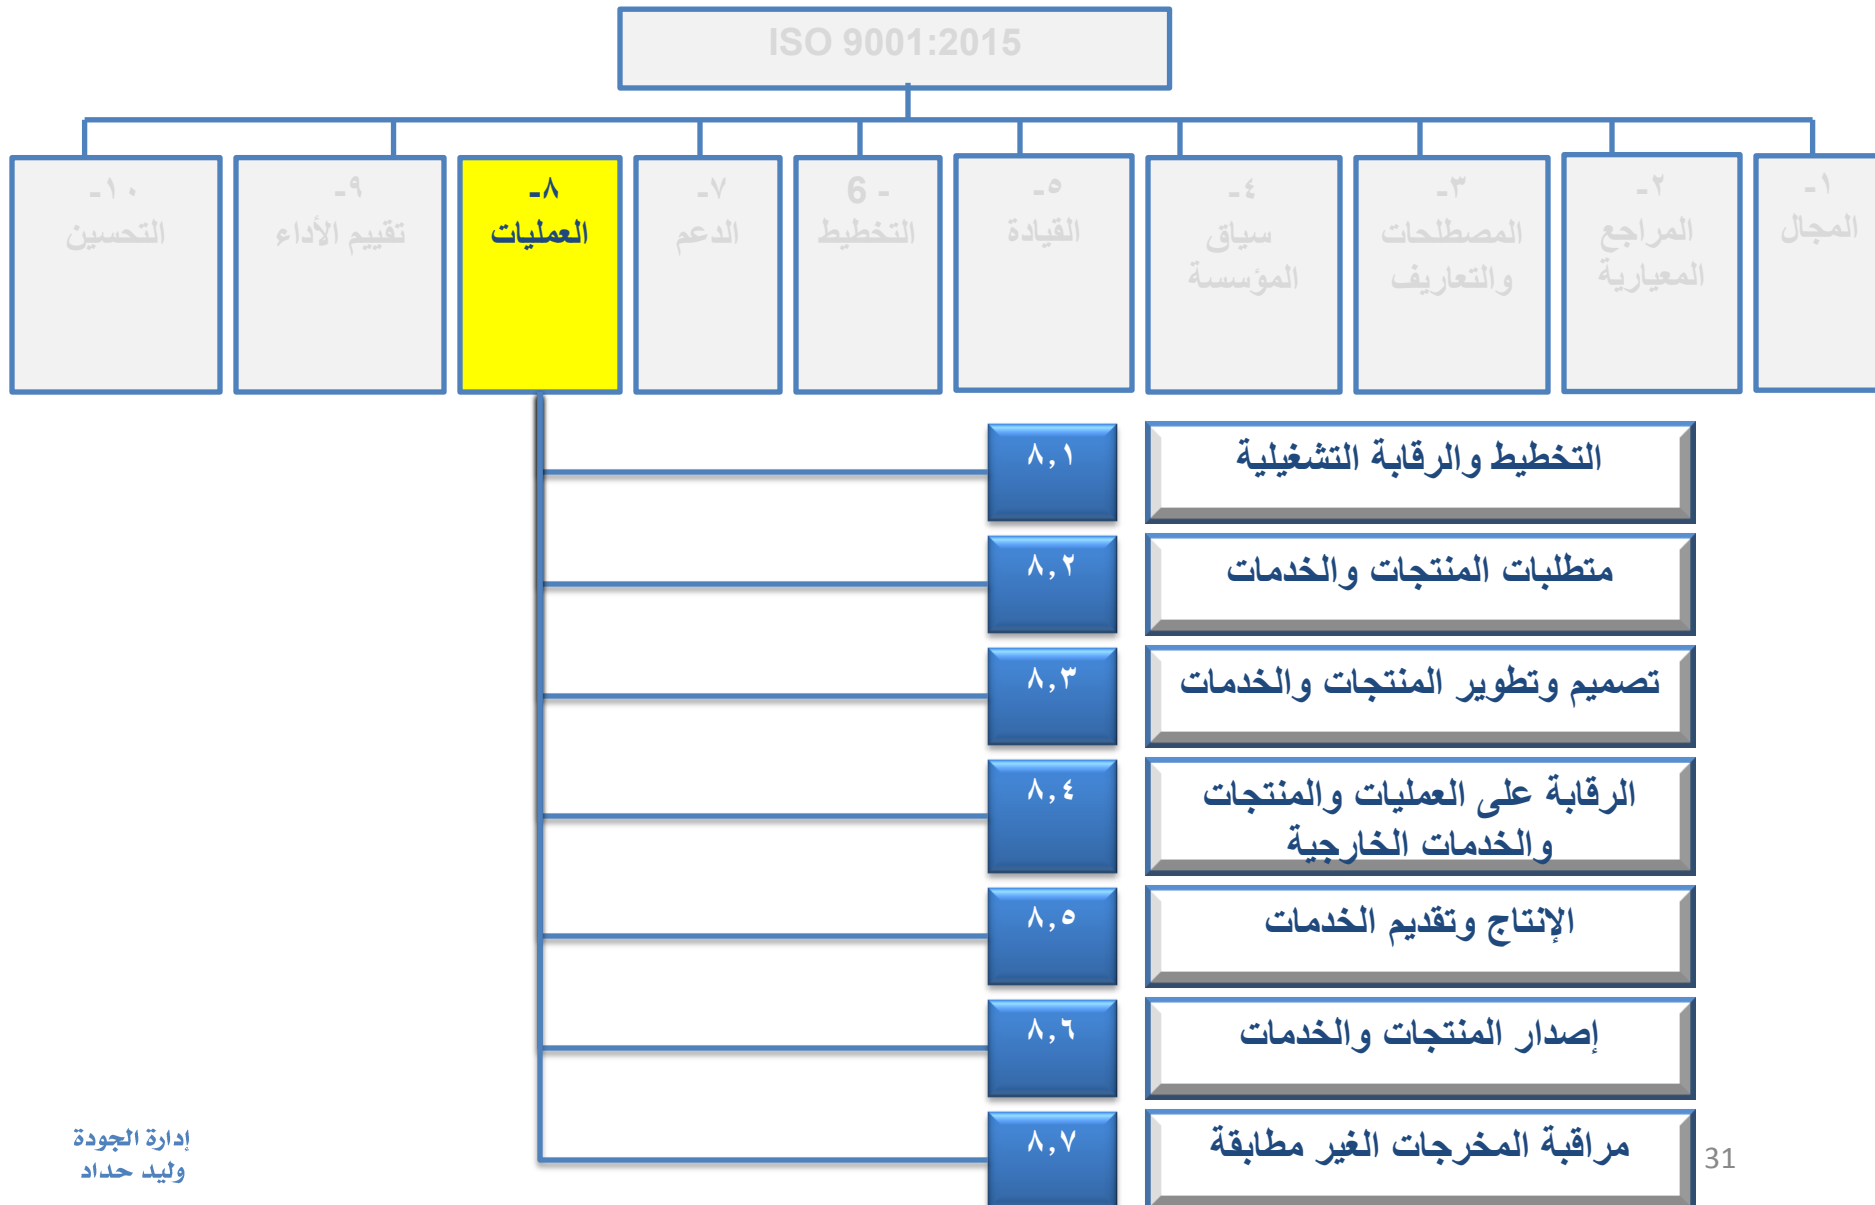 ISO 9001:2015
١-
المجال
٢-
المراجع
المعيارية
٣-
المصطلحات
والتعاريف
٤-
سياق
المؤسسة
٥-
القيادة
6 -
التخطيط
٧-
الدعم
٨-
العمليات
٩-
تقييم الأداء
١٠-
التحسين
٨,١
التخطيط والرقابة التشغيلية
٨,٢
متطلبات المنتجات والخدمات
٨,٣
تصميم وتطوير المنتجات والخدمات
٨,٤
الرقابة على العمليات والمنتجات
والخدمات الخارجية
٨,٥
الإنتاج وتقديم الخدمات
٨,٦
إصدار المنتجات والخدمات
٨,٧
مراقبة المخرجات الغير مطابقة
31
إدارة الجودة
وليد حداد